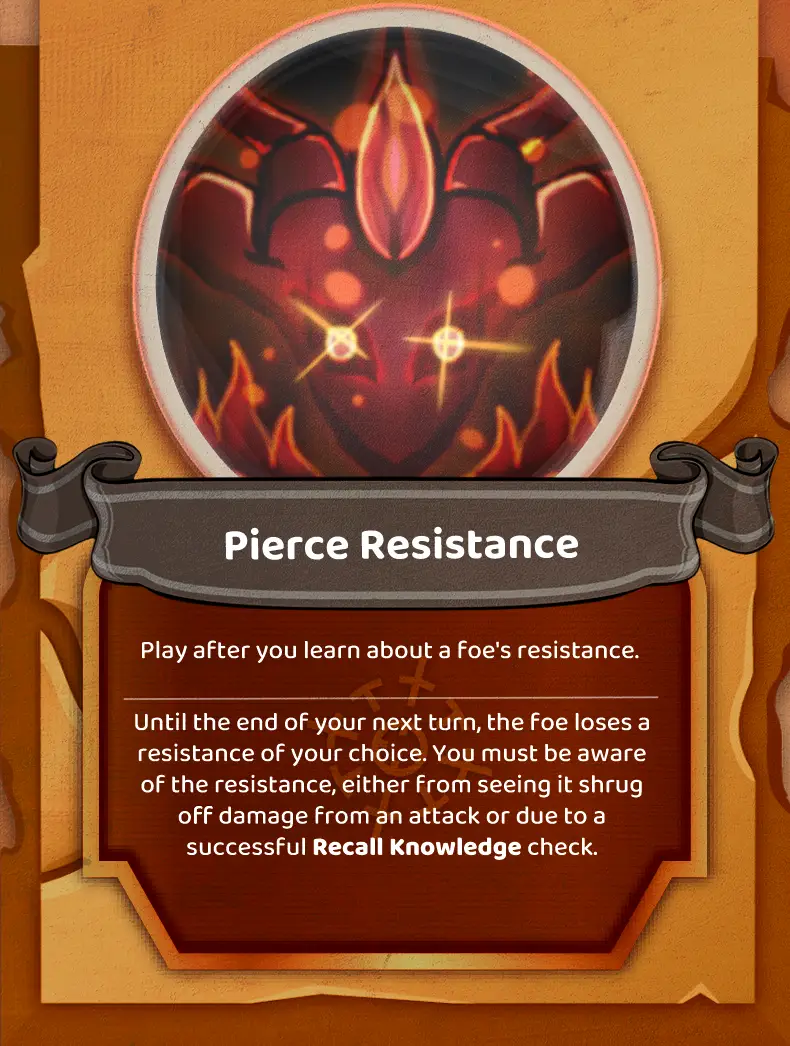 Pierce Resistance
Play after you learn about a foe's resistance.
Until the end of your next turn, the foe loses a
resistance of your choice. You must be aware
of the resistance, either from seeing it shrug
off damage from an attack or due to a
successful Recall Knowledge check.